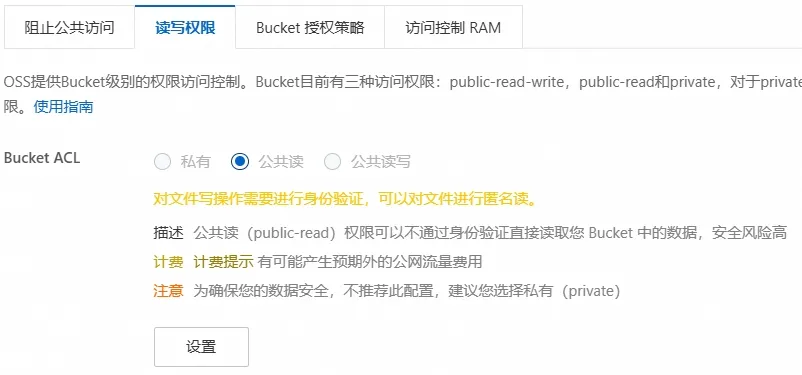 阻止公共访问 读写权限 Bucket 授权策略 访问控制 RAM
OSS提供Bucket级别的权限访问控制。Bucket目前有三种访问权限：public-read-write，public-read和private，对于private
限。使用指南
Bucket ACL 私有 公共读 公共读写
对文件写操作需要进行身份验证，可以对文件进行匿名读。
描述 公共读（public-read）权限可以不通过身份验证直接读取您 Bucket 中的数据，安全风险高
计费 计费提示 有可能产生预期外的公网流量费用
注意 为确保您的数据安全，不推荐此配置，建议您选择私有（private）
设置